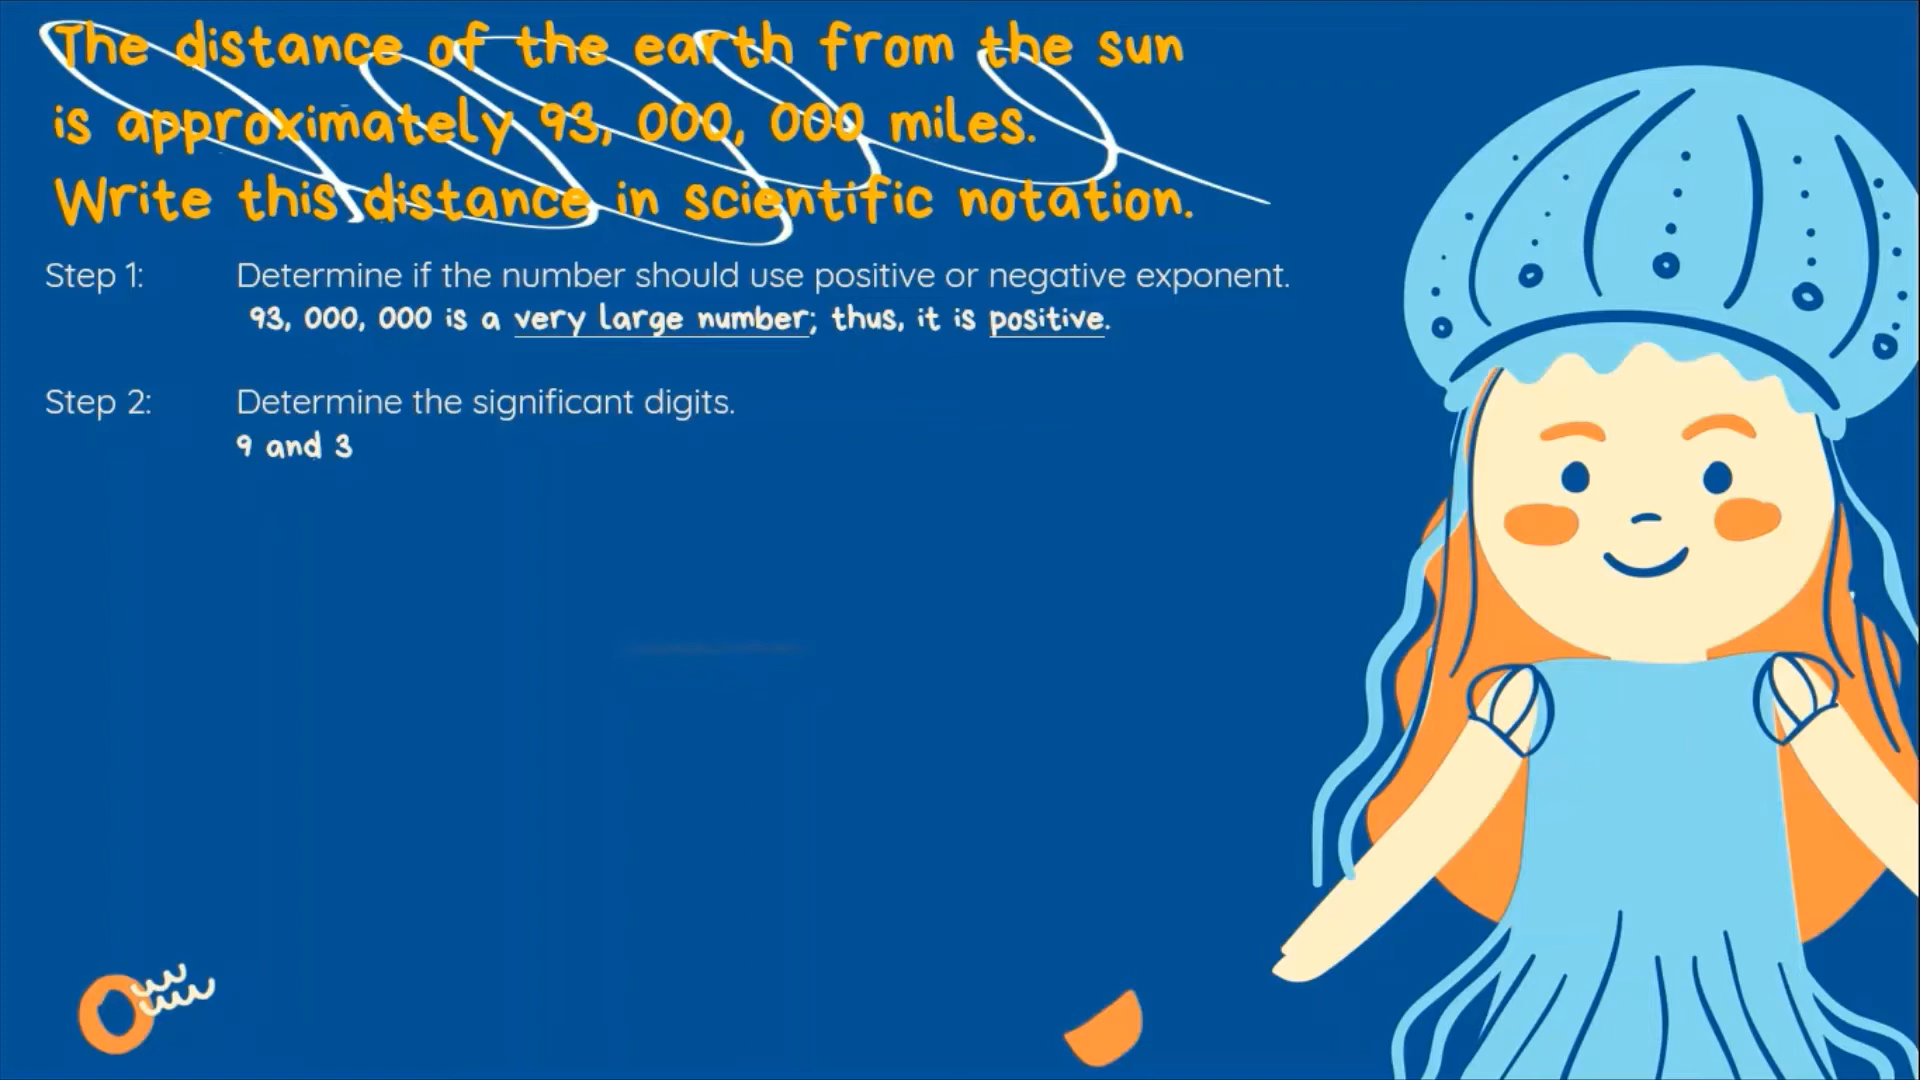 The distance of the earth from the sun
is approximately 93, 000, 000 miles.
Write this distance in scientific notation.
Step 1: Determine if the number should use positive or negative exponent.
93, 000, 000 is a very large number; thus, it is positive.
Step 2: Determine the significant digits.
9 and 3